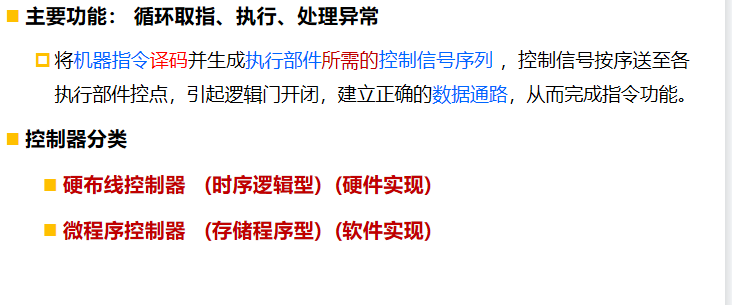 主要功能： 循环取指、执行、处理异常
将机器指令译码并生成执行部件所需的控制信号序列 ，控制信号按序送至各
执行部件控点，引起逻辑门开闭，建立正确的数据通路，从而完成指令功能。
控制器分类
硬布线控制器 （时序逻辑型）(硬件实现)
微程序控制器 （存储程序型）(软件实现)